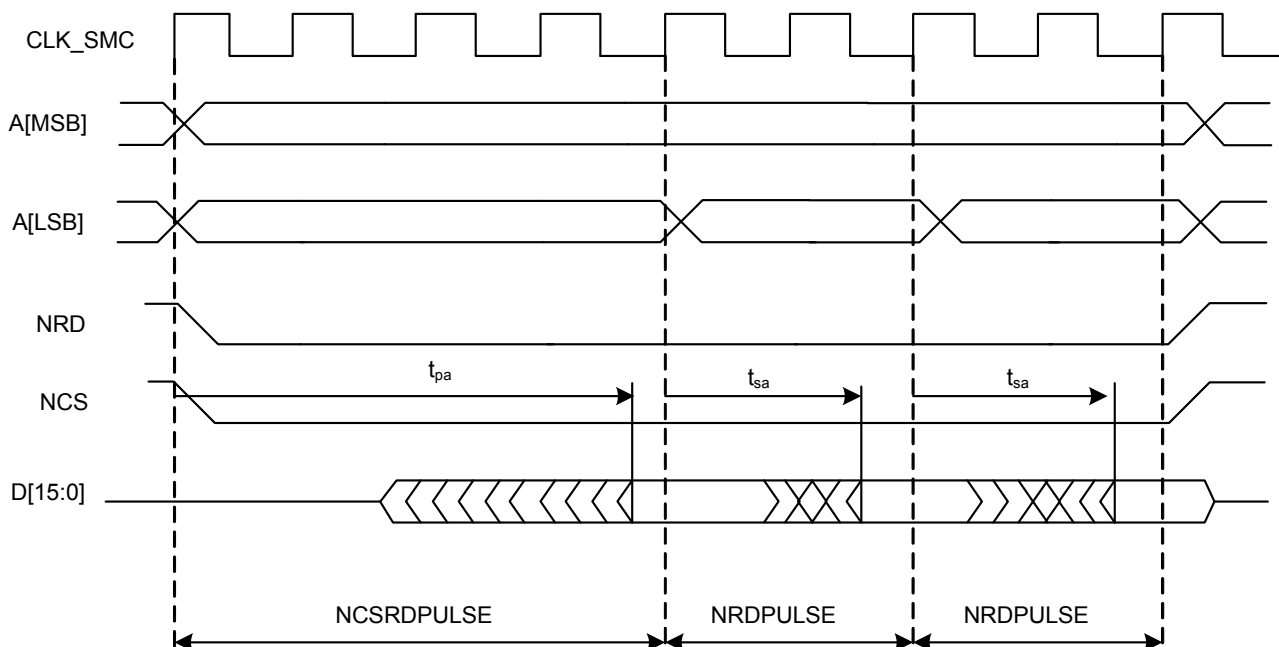 CLK_SMC
A[MSB]
A[LSB]
NRD
tpa
tsa
tsa
NCS
D[15:0]
NCSRDPULSE
NRDPULSE
NRDPULSE